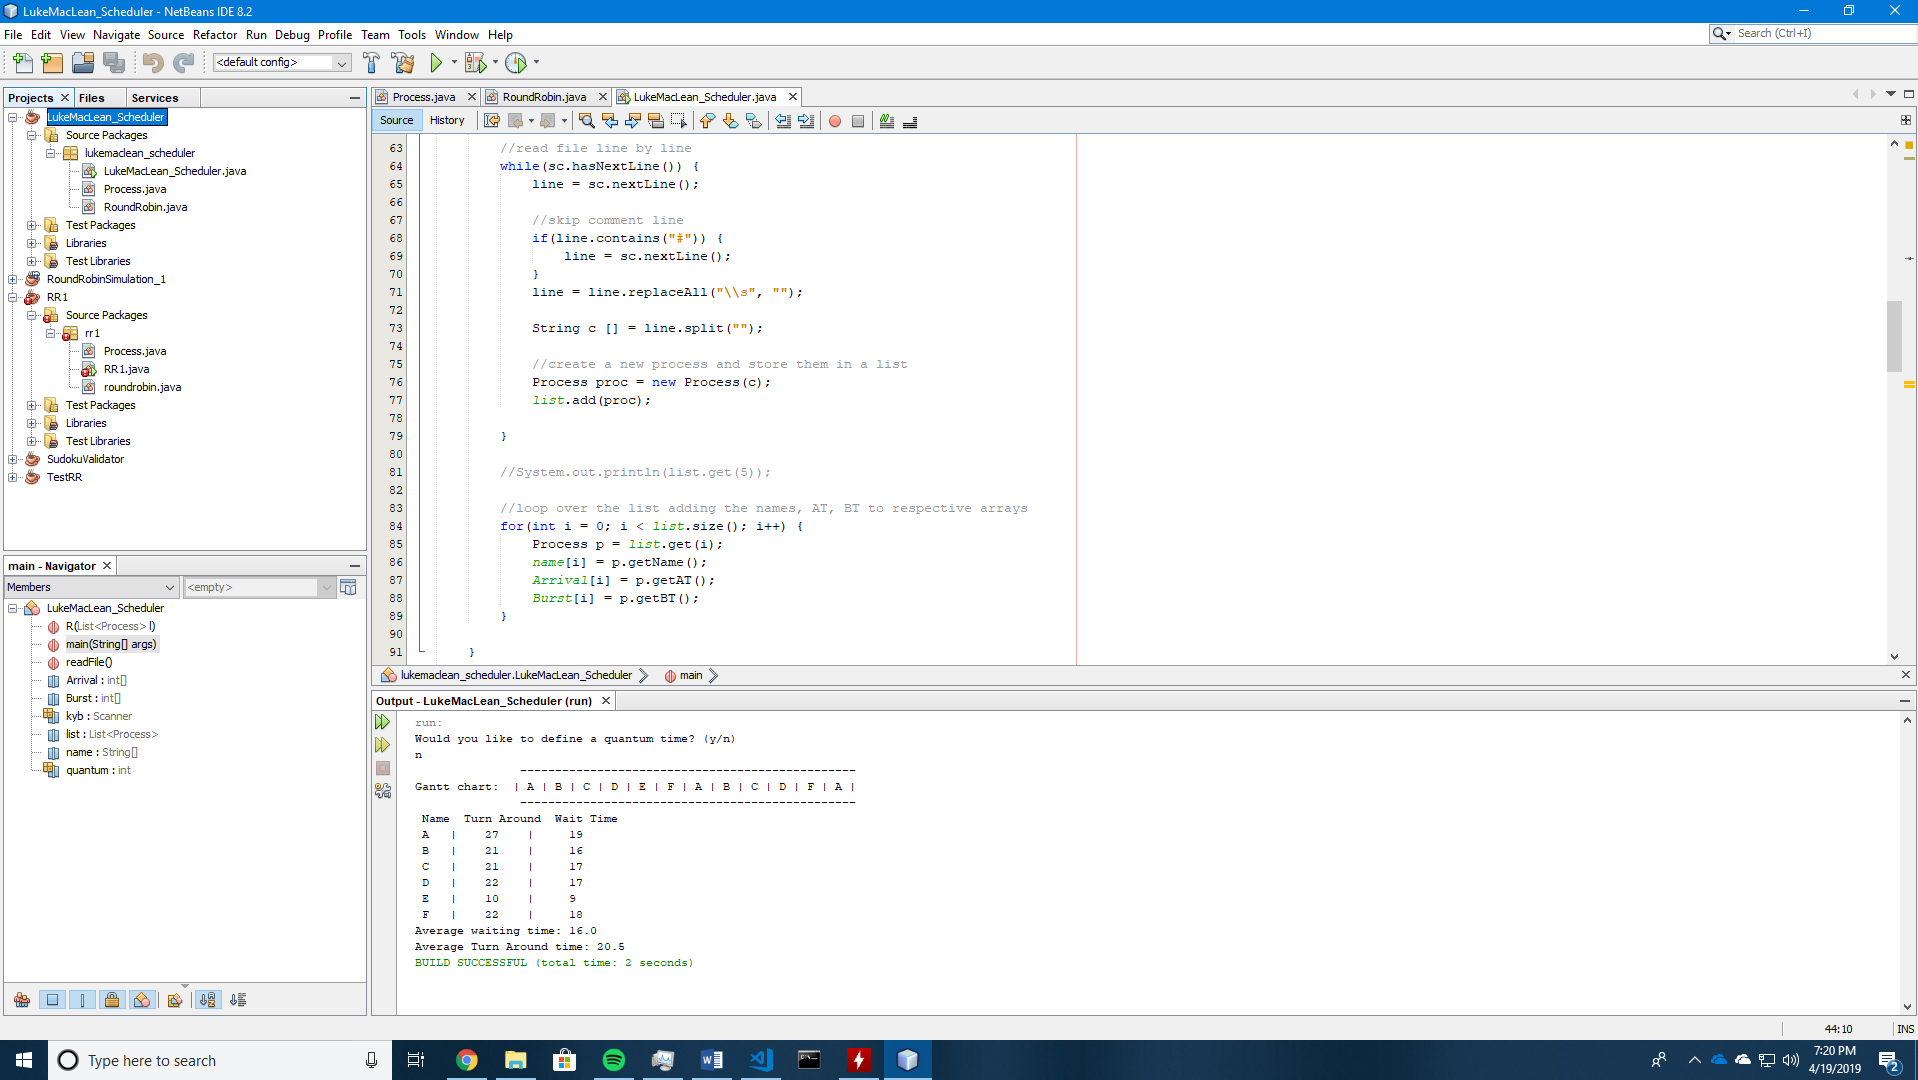 LukeMacLean_Scheduler - NetBeans IDE 8.2
File Edit View Navigate Source Refactor Run Debug Profile Team Tools Window Help
Search (Ctrl+I)
<default config>
Projects Files Services
LukeMacLean_Scheduler
Source Packages
lukemaclean_scheduler
LukeMacLean_Scheduler.java
Process.java
RoundRobin.java
Test Packages
Libraries
Test Libraries
RoundRobinSimulation_1
RR1
Source Packages
rr1
Process.java
RR1.java
roundrobin.java
Test Packages
Libraries
Test Libraries
SudokuValidator
TestRR
main - Navigator
Members <empty>
LukeMacLean_Scheduler
R(List<Process> l)
main(String[] args)
readFile()
Arrival : int[]
Burst : int[]
kyb : Scanner
list : List<Process>
name : String[]
quantum : int
Process.java RoundRobin.java LukeMacLean_Scheduler.java
Source History
63 //read file line by line
64 while(sc.hasNextLine()) {
65 line = sc.nextLine();
66
67 //skip comment line
68 if(line.contains("#")) {
69 line = sc.nextLine();
70 }
71 line = line.replaceAll("\\s", "");
72
73 String c [] = line.split("");
74
75 //create a new process and store them in a list
76 Process proc = new Process(c);
77 list.add(proc);
78
79 }
80
81 //System.out.println(list.get(5));
82
83 //loop over the list adding the names, AT, BT to respective arrays
84 for(int i = 0; i < list.size(); i++) {
85 Process p = list.get(i);
86 name[i] = p.getName();
87 Arrival[i] = p.getAT();
88 Burst[i] = p.getBT();
89 }
90
91 }
lukemaclean_scheduler.LukeMacLean_Scheduler main
Output - LukeMacLean_Scheduler (run)
run:
Would you like to define a quantum time? (y/n)
n
------------------------------------------------
Gantt chart: | A | B | C | D | E | F | A | B | C | D | F | A |
------------------------------------------------
Name Turn Around Wait Time
A | 27 | 19
B | 21 | 16
C | 21 | 17
D | 22 | 17
E | 10 | 9
F | 22 | 18
Average waiting time: 16.0
Average Turn Around time: 20.5
BUILD SUCCESSFUL (total time: 2 seconds)
44:10 INS
Type here to search
7:20 PM
4/19/2019
2